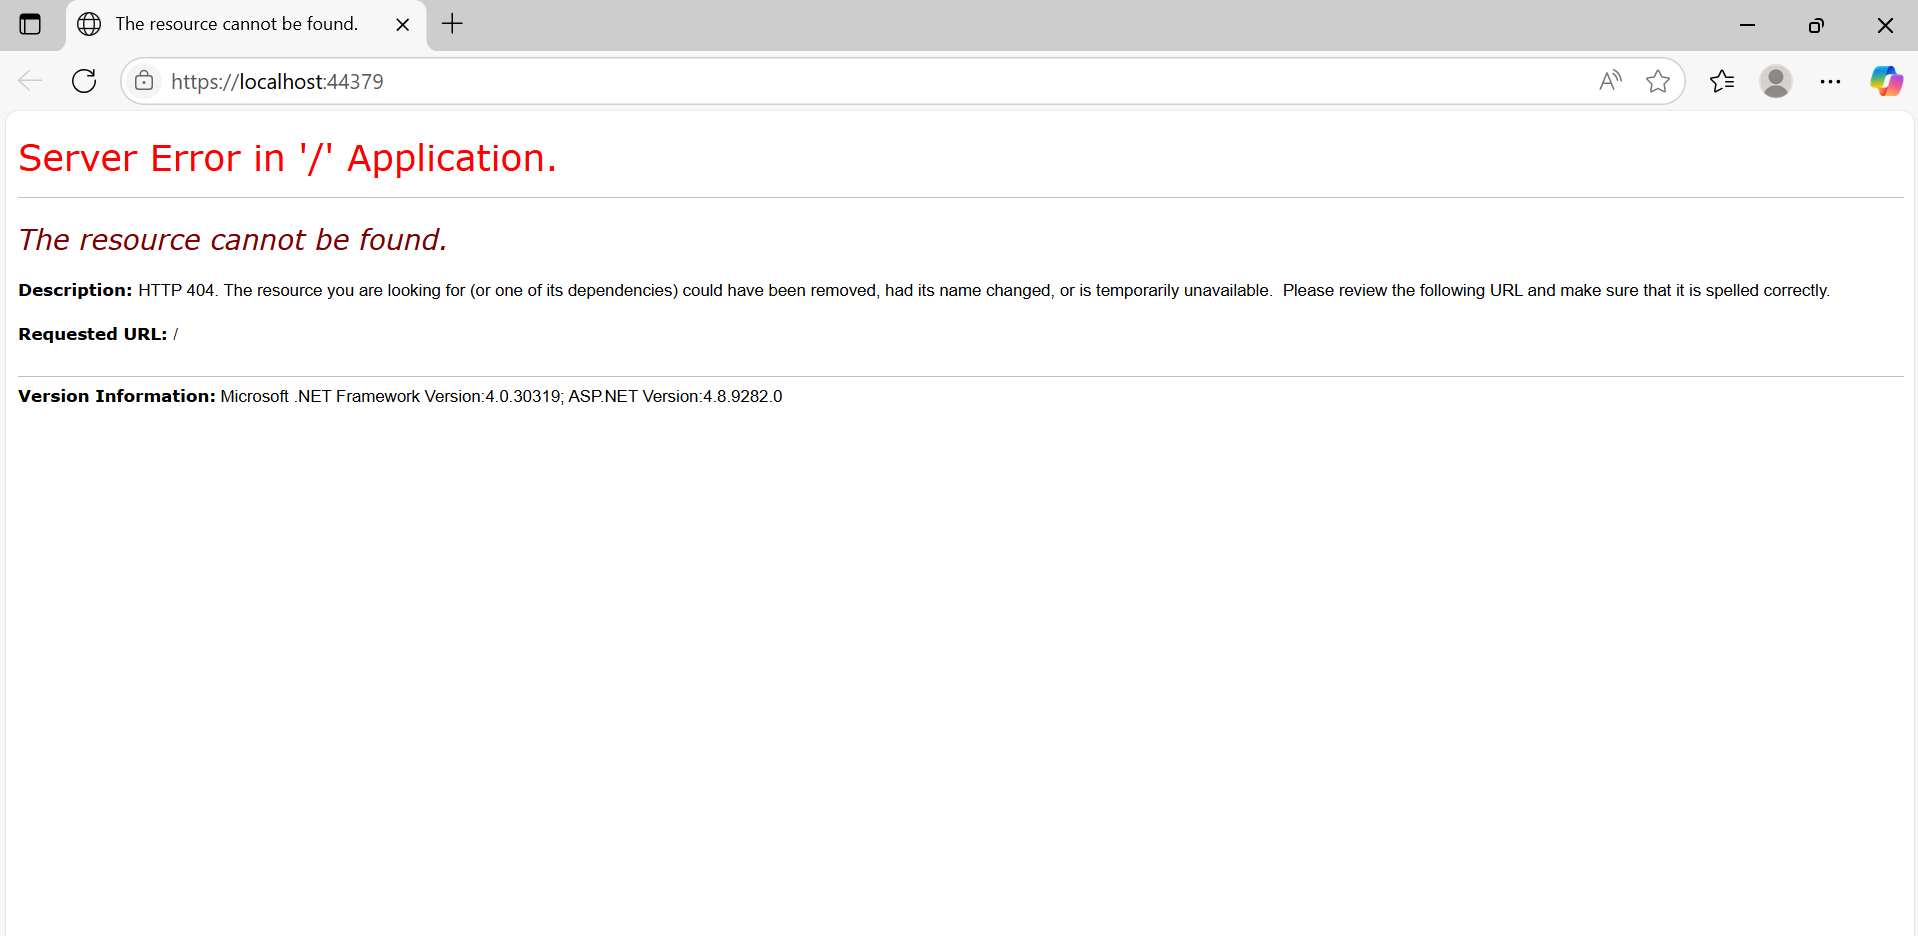 The resource cannot be found.
https://localhost:44379
Server Error in '/' Application.
The resource cannot be found.
Description: HTTP 404. The resource you are looking for (or one of its dependencies) could have been removed, had its name changed, or is temporarily unavailable.  Please review the following URL and make sure that it is spelled correctly.
Requested URL: /
Version Information: Microsoft .NET Framework Version:4.0.30319; ASP.NET Version:4.8.9282.0